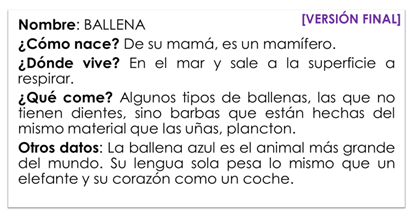 Nombre: BALLENA [VERSIÓN FINAL]
¿Cómo nace? De su mamá, es un mamífero.
¿Dónde vive? En el mar y sale a la superficie a
respirar.
¿Qué come? Algunos tipos de ballenas, las que no
tienen dientes, sino barbas que están hechas del
mismo material que las uñas, plancton.
Otros datos: La ballena azul es el animal más grande
del mundo. Su lengua sola pesa lo mismo que un
elefante y su corazón como un coche.